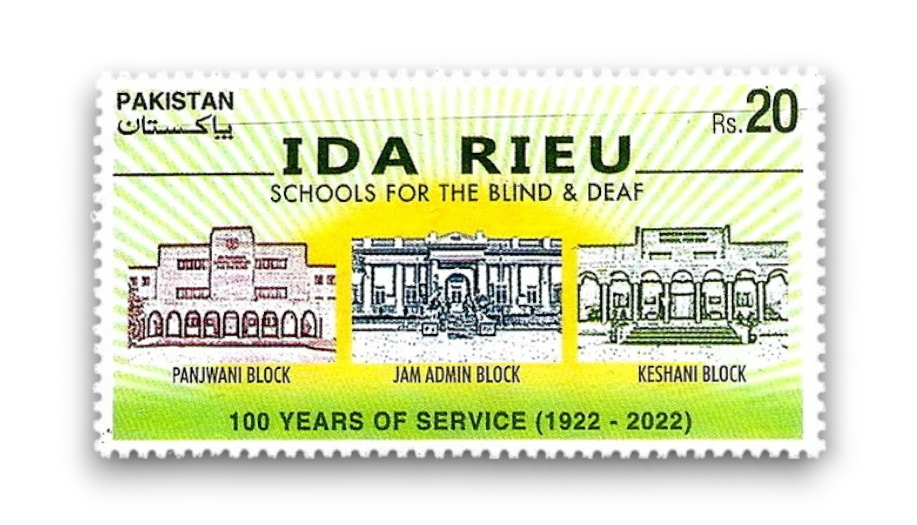 PAKISTAN
پاکستان
Rs.20
IDA RIEU
SCHOOLS FOR THE BLIND & DEAF
PANJWANI BLOCK
JAM ADMIN BLOCK
KESHANI BLOCK
100 YEARS OF SERVICE (1922 - 2022)